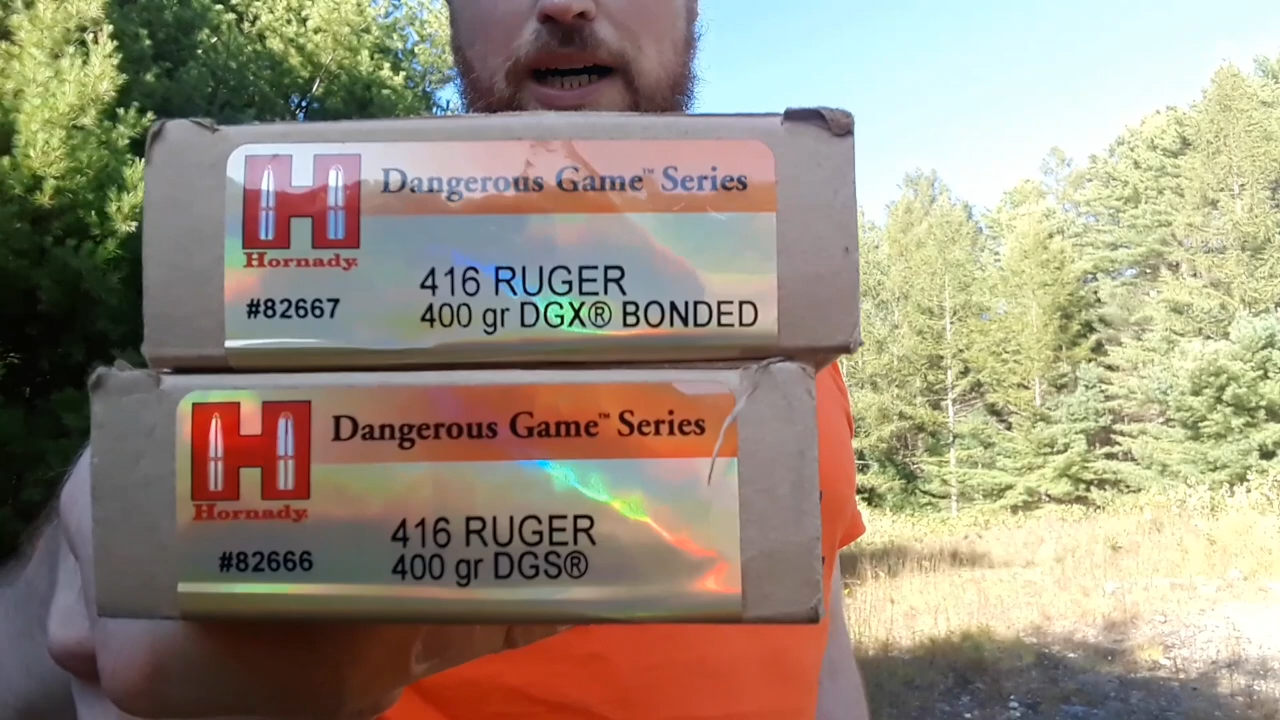 Dangerous Game™ Series
H
Hornady.
416 RUGER
#82667
400 gr DGX® BONDED
Dangerous Game™ Series
H
Hornady.
416 RUGER
#82666
400 gr DGS®